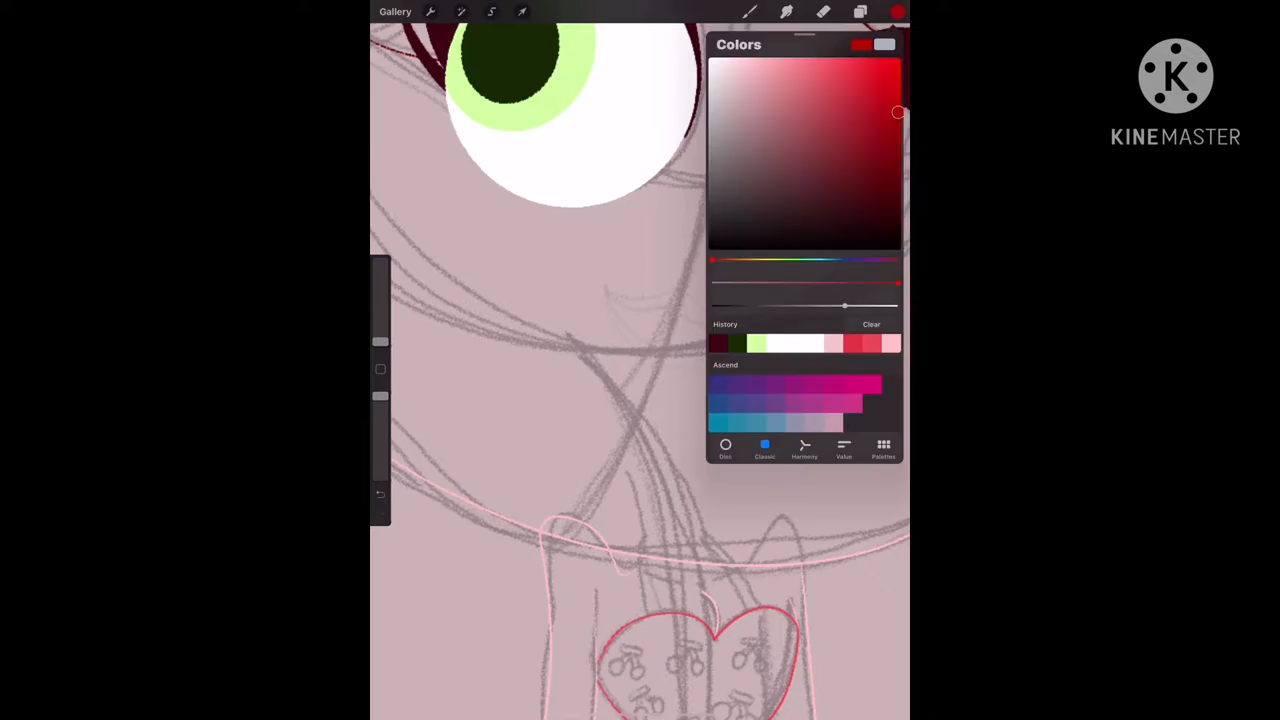 Gallery
Colors
K
KINEMASTER
History
Clear
Ascend
Disc
Classic
Harmony
Value
Palettes